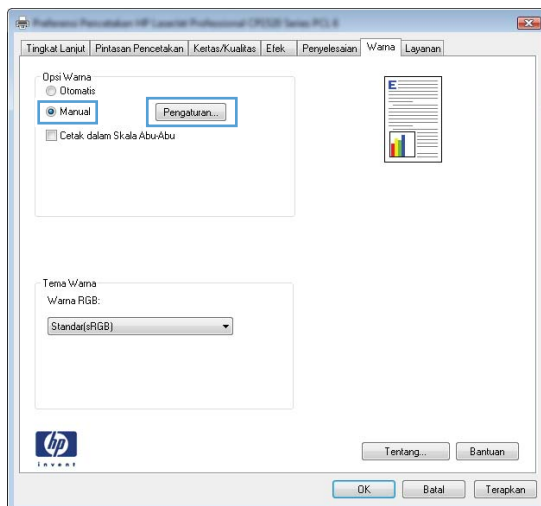 Tingkat Lanjut Pintasan Pencetakan Kertas/Kualitas Efek Penyelesaian Warna Layanan
Opsi Warna
Otomatis
Manual Pengaturan...
Cetak dalam Skala Abu-Abu
E
Tema Warna
Warna RGB:
Standar(sRGB)
hp
invent
Tentang... Bantuan
OK Batal Terapkan